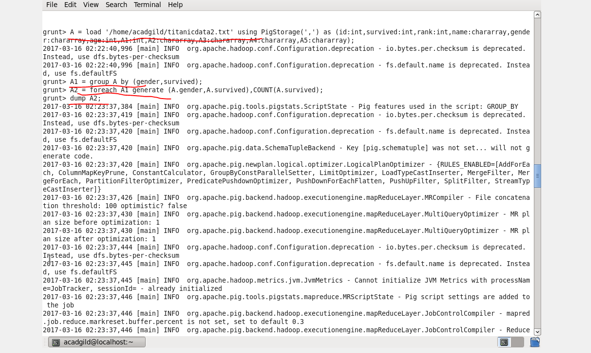 File Edit View Search Terminal Help
grunt> A = load '/home/acadgild/titanicdata2.txt' using PigStorage(',') as (id:int,survived:int,rank:int,name:chararray,gende
r:chararray,age:int,A1:int,A2:chararray,A3:chararray,A4:chararray,A5:chararray);
2017-03-16 02:22:40,996 [main] INFO  org.apache.hadoop.conf.Configuration.deprecation - io.bytes.per.checksum is deprecated.
Instead, use dfs.bytes-per-checksum
2017-03-16 02:22:40,996 [main] INFO  org.apache.hadoop.conf.Configuration.deprecation - fs.default.name is deprecated. Instea
d, use fs.defaultFS
grunt> A1 = group A by (gender,survived);
grunt> A2 = foreach A1 generate (A.gender,A.survived),COUNT(A.survived);
grunt> dump A2;
2017-03-16 02:23:37,384 [main] INFO  org.apache.pig.tools.pigstats.ScriptState - Pig features used in the script: GROUP_BY
2017-03-16 02:23:37,419 [main] INFO  org.apache.hadoop.conf.Configuration.deprecation - io.bytes.per.checksum is deprecated.
Instead, use dfs.bytes-per-checksum
2017-03-16 02:23:37,420 [main] INFO  org.apache.hadoop.conf.Configuration.deprecation - fs.default.name is deprecated. Instea
d, use fs.defaultFS
2017-03-16 02:23:37,420 [main] INFO  org.apache.pig.data.SchemaTupleBackend - Key [pig.schematuple] was not set... will not g
enerate code.
2017-03-16 02:23:37,420 [main] INFO  org.apache.pig.newplan.logical.optimizer.LogicalPlanOptimizer - {RULES_ENABLED=[AddForEa
ch, ColumnMapKeyPrune, ConstantCalculator, GroupByConstParallelSetter, LimitOptimizer, LoadTypeCastInserter, MergeFilter, Mer
geForEach, PartitionFilterOptimizer, PredicatePushdownOptimizer, PushDownForEachFlatten, PushUpFilter, SplitFilter, StreamTyp
eCastInserter]}
2017-03-16 02:23:37,426 [main] INFO  org.apache.pig.backend.hadoop.executionengine.mapReduceLayer.MRCompiler - File concatena
tion threshold: 100 optimistic? false
2017-03-16 02:23:37,430 [main] INFO  org.apache.pig.backend.hadoop.executionengine.mapReduceLayer.MultiQueryOptimizer - MR pl
an size before optimization: 1
2017-03-16 02:23:37,430 [main] INFO  org.apache.pig.backend.hadoop.executionengine.mapReduceLayer.MultiQueryOptimizer - MR pl
an size after optimization: 1
2017-03-16 02:23:37,444 [main] INFO  org.apache.hadoop.conf.Configuration.deprecation - io.bytes.per.checksum is deprecated.
Instead, use dfs.bytes-per-checksum
2017-03-16 02:23:37,445 [main] INFO  org.apache.hadoop.conf.Configuration.deprecation - fs.default.name is deprecated. Instea
d, use fs.defaultFS
2017-03-16 02:23:37,445 [main] INFO  org.apache.hadoop.metrics.jvm.JvmMetrics - Cannot initialize JVM Metrics with processNam
e=JobTracker, sessionId= - already initialized
2017-03-16 02:23:37,446 [main] INFO  org.apache.pig.tools.pigstats.mapreduce.MRScriptState - Pig script settings are added to
 the job
2017-03-16 02:23:37,446 [main] INFO  org.apache.pig.backend.hadoop.executionengine.mapReduceLayer.JobControlCompiler - mapred
.job.reduce.markreset.buffer.percent is not set, set to default 0.3
2017-03-16 02:23:37,446 [main] INFO  org.apache.pig.backend.hadoop.executionengine.mapReduceLayer.JobControlCompiler - Reduce
acadgild@localhost:~